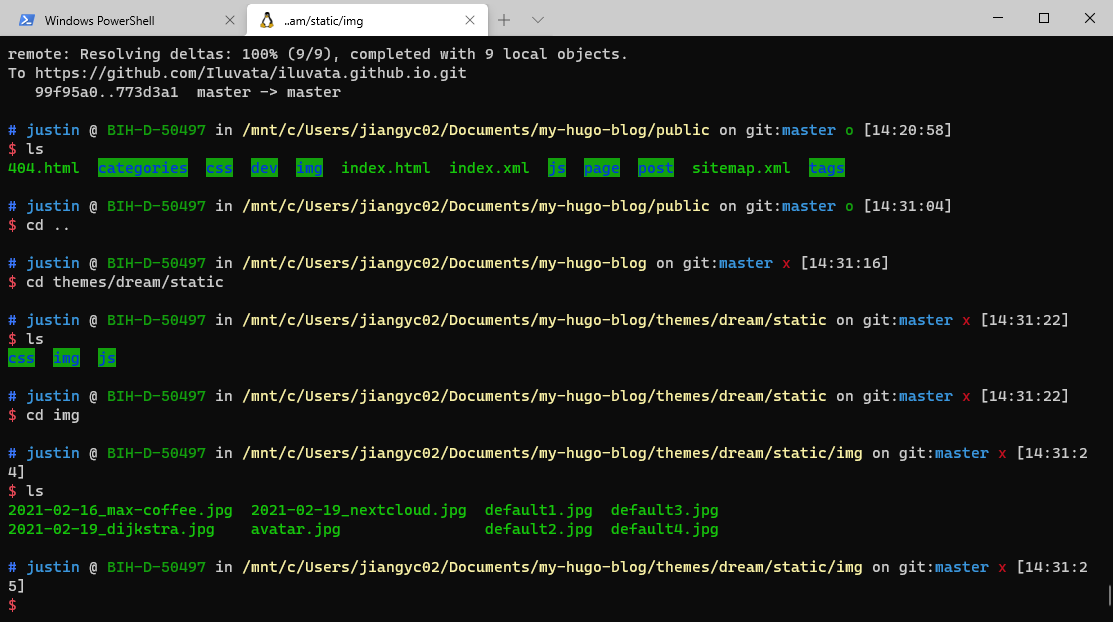 Windows PowerShell
..am/static/img
remote: Resolving deltas: 100% (9/9), completed with 9 local objects.
To https://github.com/Iluvata/iluvata.github.io.git
   99f95a0..773d3a1  master -> master
# justin @ BIH-D-50497 in /mnt/c/Users/jiangyc02/Documents/my-hugo-blog/public on git:master o [14:20:58]
$ ls
404.html  categories  css  dev  img  index.html  index.xml  js  page  post  sitemap.xml  tags
# justin @ BIH-D-50497 in /mnt/c/Users/jiangyc02/Documents/my-hugo-blog/public on git:master o [14:31:04]
$ cd ..
# justin @ BIH-D-50497 in /mnt/c/Users/jiangyc02/Documents/my-hugo-blog on git:master x [14:31:16]
$ cd themes/dream/static
# justin @ BIH-D-50497 in /mnt/c/Users/jiangyc02/Documents/my-hugo-blog/themes/dream/static on git:master x [14:31:22]
$ ls
css  img  js
# justin @ BIH-D-50497 in /mnt/c/Users/jiangyc02/Documents/my-hugo-blog/themes/dream/static on git:master x [14:31:22]
$ cd img
# justin @ BIH-D-50497 in /mnt/c/Users/jiangyc02/Documents/my-hugo-blog/themes/dream/static/img on git:master x [14:31:2
4]
$ ls
2021-02-16_max-coffee.jpg  2021-02-19_nextcloud.jpg  default1.jpg  default3.jpg
2021-02-19_dijkstra.jpg    avatar.jpg                default2.jpg  default4.jpg
# justin @ BIH-D-50497 in /mnt/c/Users/jiangyc02/Documents/my-hugo-blog/themes/dream/static/img on git:master x [14:31:2
5]
$